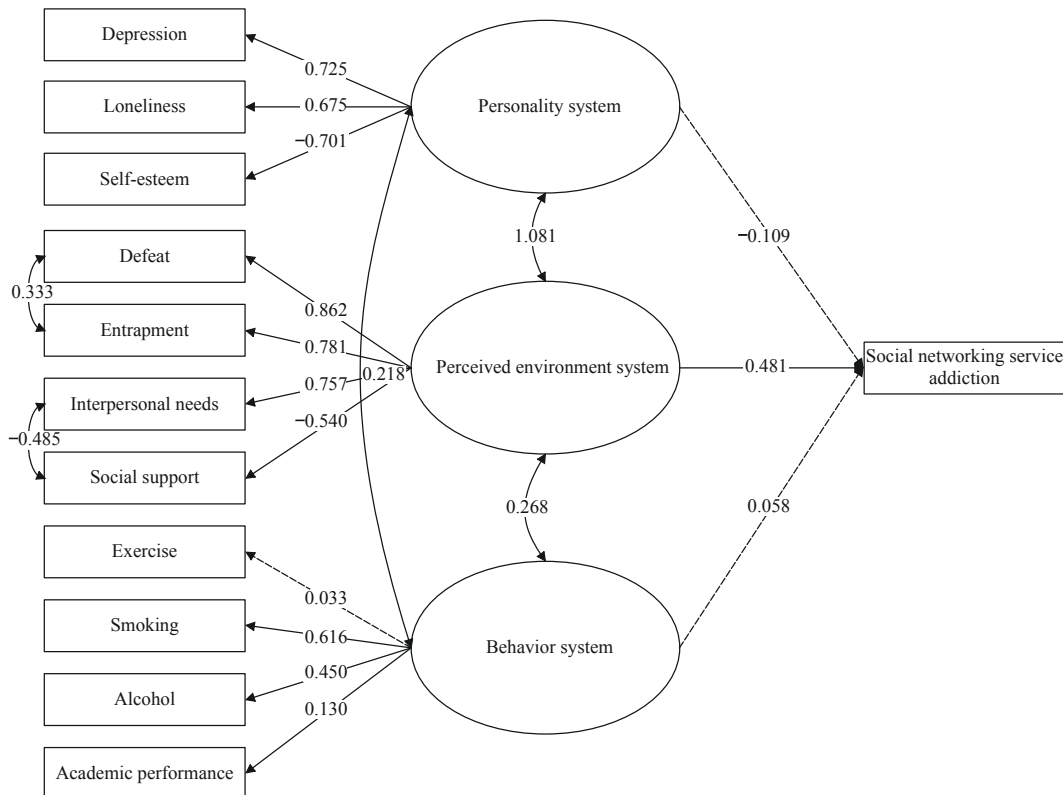 Depression
0.725
Loneliness
0.675
Personality system
−0.701
Self-esteem
Defeat
1.081
−0.109
0.333
0.862
Entrapment
0.781
Social networking service
addiction
0.218
Perceived environment system
0.481
Interpersonal needs
0.757
−0.485
−0.540
Social support
0.268
0.058
Exercise
0.033
Smoking
0.616
Behavior system
0.450
Alcohol
0.130
Academic performance